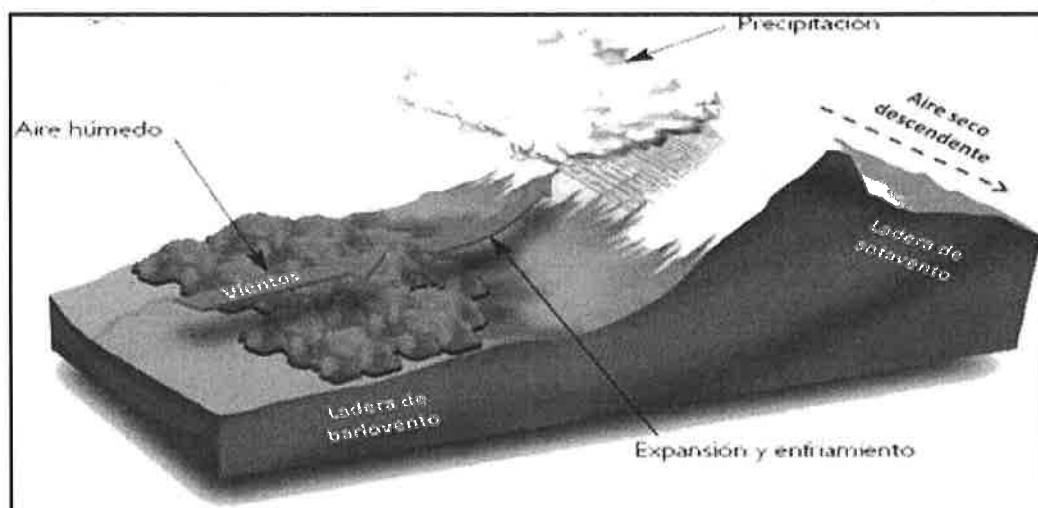 Precipitación
Aire húmedo
Aire seco
descendente
Vientos
Ladera de
sotavento
Ladera de
barlovento
Expansión y enfriamiento